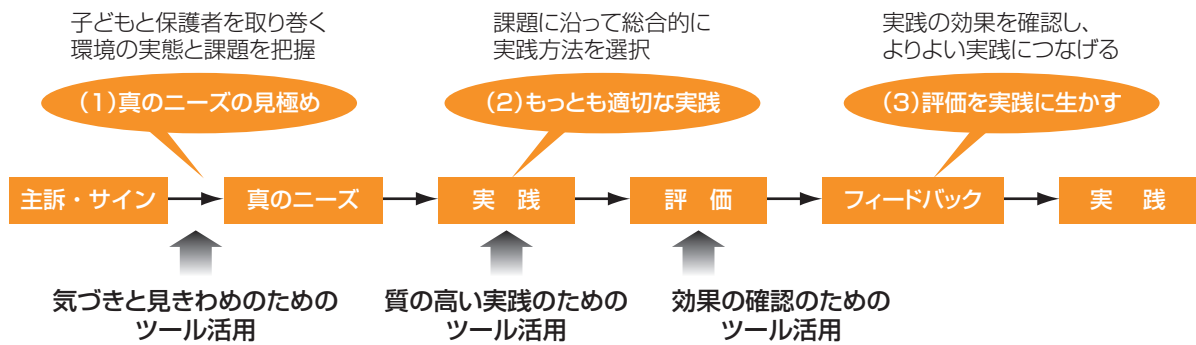 子どもと保護者を取り巻く
環境の実態と課題を把握
課題に沿って総合的に
実践方法を選択
実践の効果を確認し、
よりよい実践につなげる
(1)真のニーズの見極め
(2)もっとも適切な実践
(3)評価を実践に生かす
主訴・サイン
真のニーズ
実　践
評　価
フィードバック
実　践
気づきと見きわめのための
ツール活用
質の高い実践のための
ツール活用
効果の確認のための
ツール活用